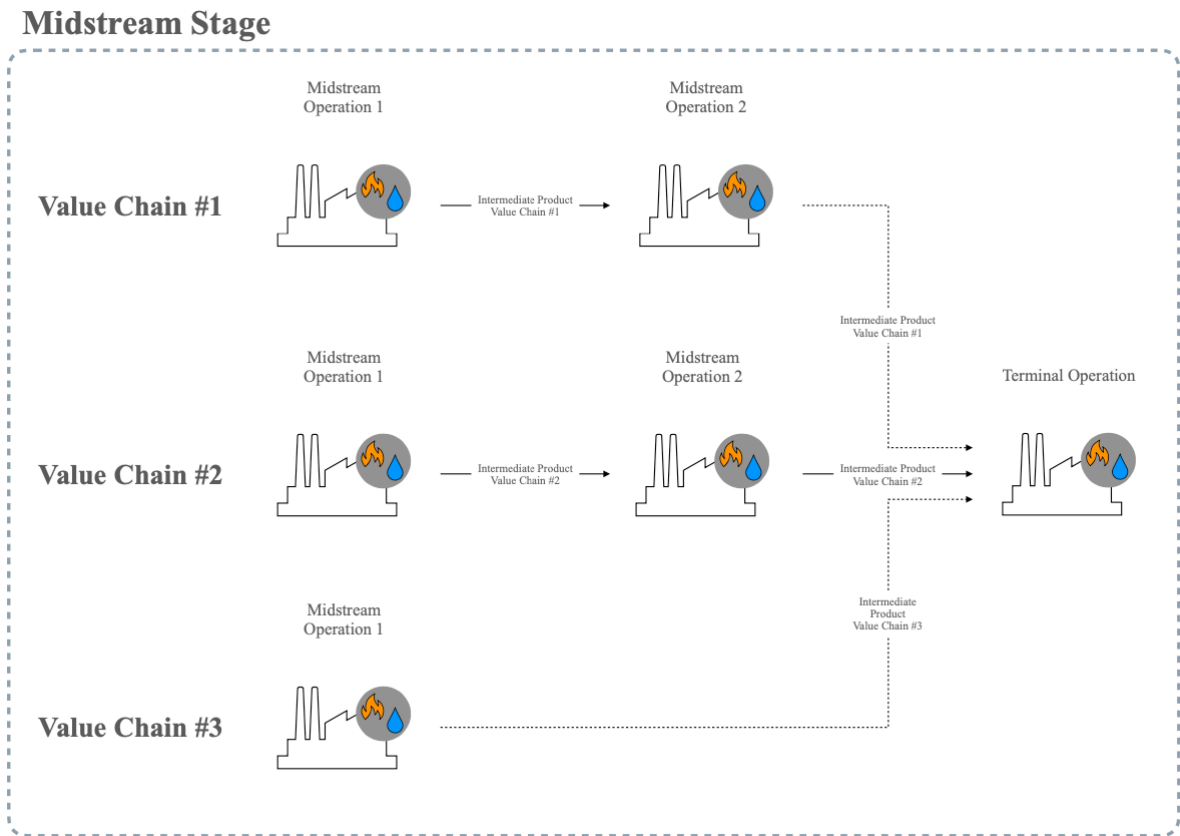 Midstream Stage
Midstream
Operation 1
Midstream
Operation 2
Value Chain #1
Intermediate Product
Value Chain #1
Intermediate Product
Value Chain #1
Midstream
Operation 1
Midstream
Operation 2
Terminal Operation
Value Chain #2
Intermediate Product
Value Chain #2
Intermediate Product
Value Chain #2
Midstream
Operation 1
Intermediate
Product
Value Chain #3
Value Chain #3